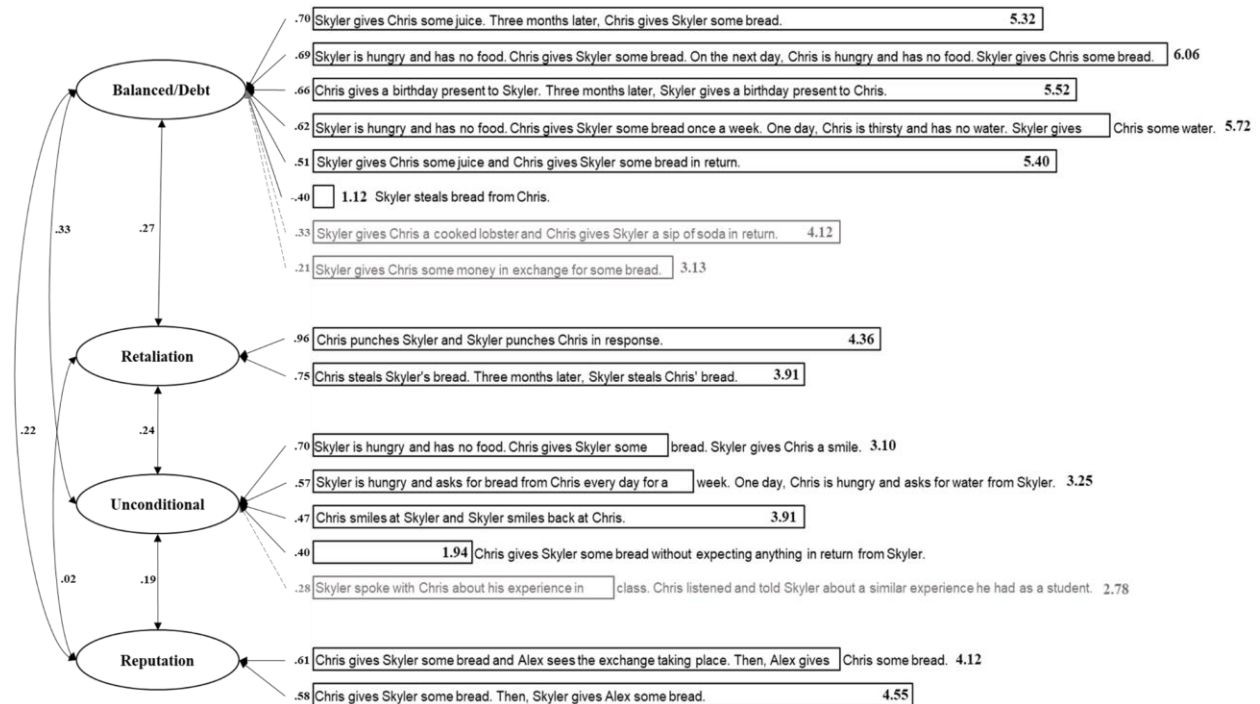 .70 Skyler gives Chris some juice. Three months later, Chris gives Skyler some bread. 5.32
.69 Skyler is hungry and has no food. Chris gives Skyler some bread. On the next day, Chris is hungry and has no food. Skyler gives Chris some bread. 6.06
Balanced/Debt
.66 Chris gives a birthday present to Skyler. Three months later, Skyler gives a birthday present to Chris. 5.52
.62 Skyler is hungry and has no food. Chris gives Skyler some bread once a week. One day, Chris is thirsty and has no water. Skyler gives Chris some water. 5.72
.51 Skyler gives Chris some juice and Chris gives Skyler some bread in return. 5.40
-.40 1.12 Skyler steals bread from Chris.
.33 .27 .33 Skyler gives Chris a cooked lobster and Chris gives Skyler a sip of soda in return. 4.12
.21 Skyler gives Chris some money in exchange for some bread. 3.13
.96 Chris punches Skyler and Skyler punches Chris in response. 4.36
Retaliation
.75 Chris steals Skyler's bread. Three months later, Skyler steals Chris' bread. 3.91
.22 .24
.70 Skyler is hungry and has no food. Chris gives Skyler some bread. Skyler gives Chris a smile. 3.10
.57 Skyler is hungry and asks for bread from Chris every day for a week. One day, Chris is hungry and asks for water from Skyler. 3.25
Unconditional
.47 Chris smiles at Skyler and Skyler smiles back at Chris. 3.91
.40 1.94 Chris gives Skyler some bread without expecting anything in return from Skyler.
.02 .19
.28 Skyler spoke with Chris about his experience in class. Chris listened and told Skyler about a similar experience he had as a student. 2.78
Reputation
.61 Chris gives Skyler some bread and Alex sees the exchange taking place. Then, Alex gives Chris some bread. 4.12
.58 Chris gives Skyler some bread. Then, Skyler gives Alex some bread. 4.55